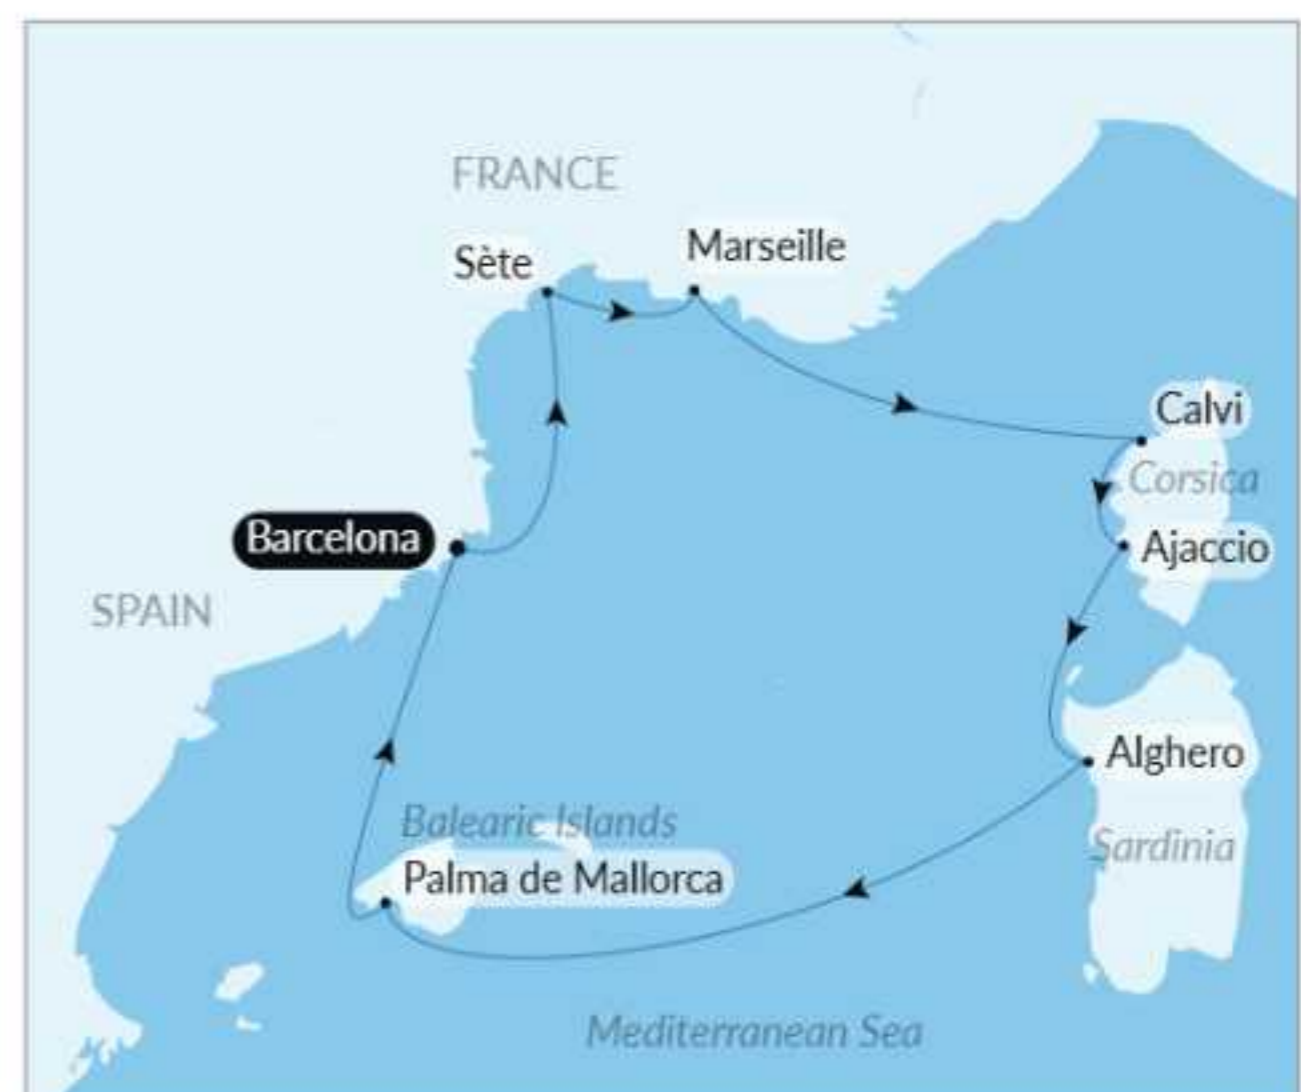 FRANCE
Sète
Marseille
Calvi
Corsica
Barcelona
Ajaccio
SPAIN
Alghero
Balearic Islands
Sardinia
Palma de Mallorca
Mediterranean Sea